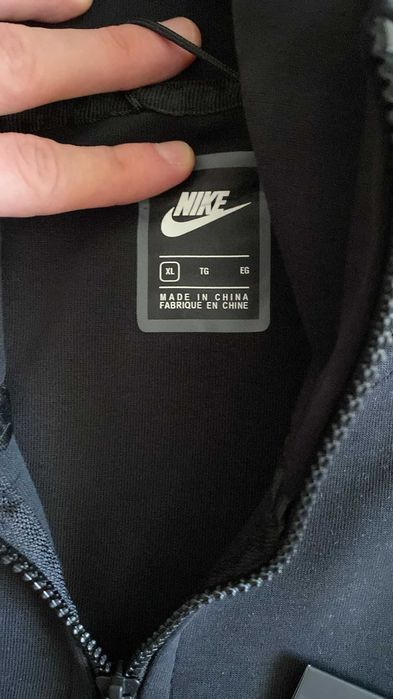 NIKE
XL TG EG
MADE IN CHINA
FABRIQUE EN CHINE